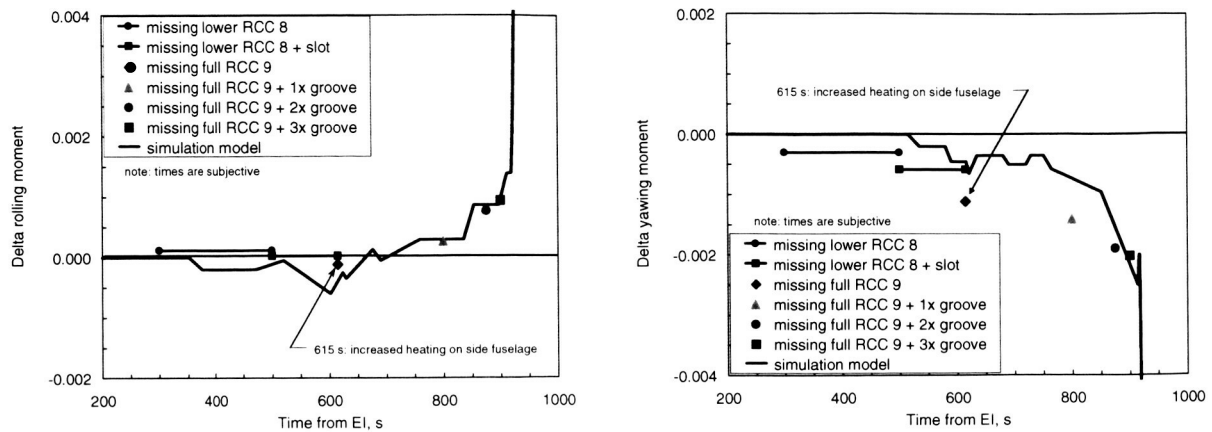 0.004
0.002
0.000
-0.002
Delta rolling moment
missing lower RCC 8
missing lower RCC 8 + slot
missing full RCC 9
missing full RCC 9 + 1x groove
missing full RCC 9 + 2x groove
missing full RCC 9 + 3x groove
simulation model
note: times are subjective
615 s: increased heating on side fuselage
200 400 600 800 1000
Time from EI, s
0.002
0.000
-0.002
-0.004
Delta yawing moment
615 s: increased heating on side fuselage
note: times are subjective
missing lower RCC 8
missing lower RCC 8 + slot
missing full RCC 9
missing full RCC 9 + 1x groove
missing full RCC 9 + 2x groove
missing full RCC 9 + 3x groove
simulation model
200 400 600 800 1000
Time from EI, s